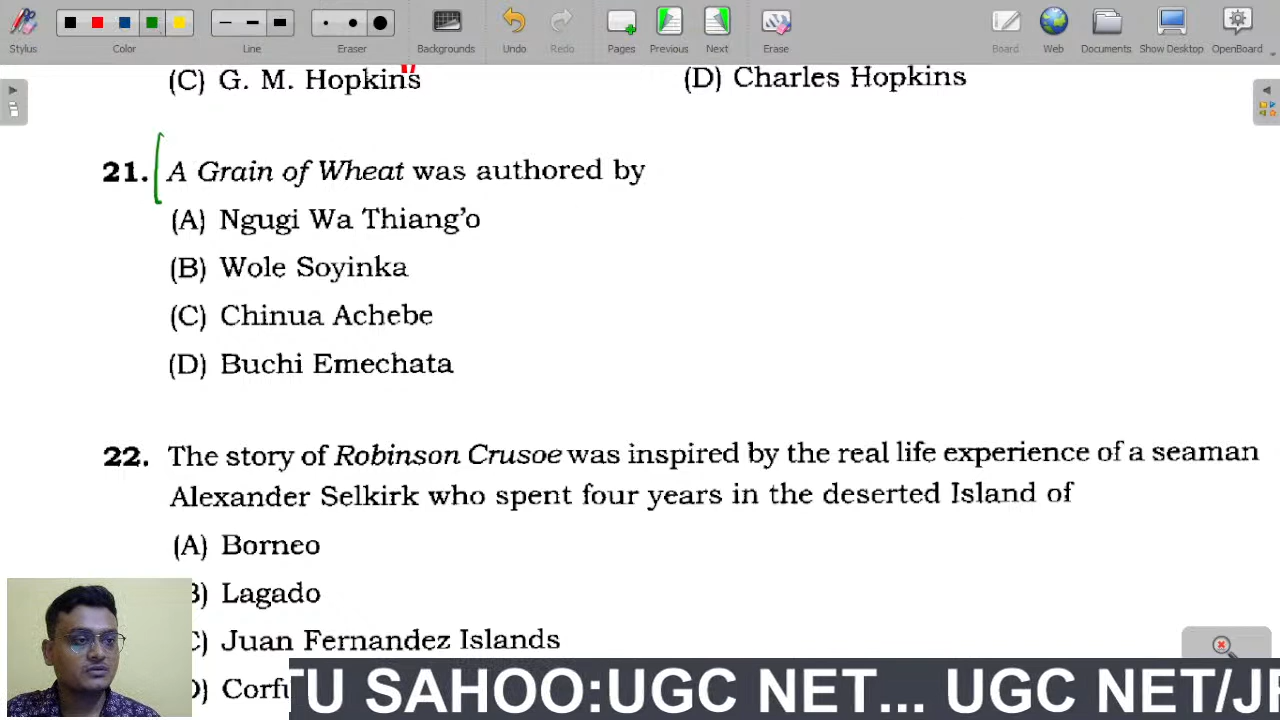 Stylus Color Line Eraser Backgrounds Undo Redo Pages Previous Next Erase Board Web Documents Show Desktop OpenBoard
(C) G. M. Hopkins (D) Charles Hopkins
21. A Grain of Wheat was authored by
(A) Ngugi Wa Thiang'o
(B) Wole Soyinka
(C) Chinua Achebe
(D) Buchi Emechata
22. The story of Robinson Crusoe was inspired by the real life experience of a seaman
Alexander Selkirk who spent four years in the deserted Island of
(A) Borneo
B) Lagado
C) Juan Fernandez Islands
D) Corfu
TU SAHOO:UGC NET... UGC NET/JR